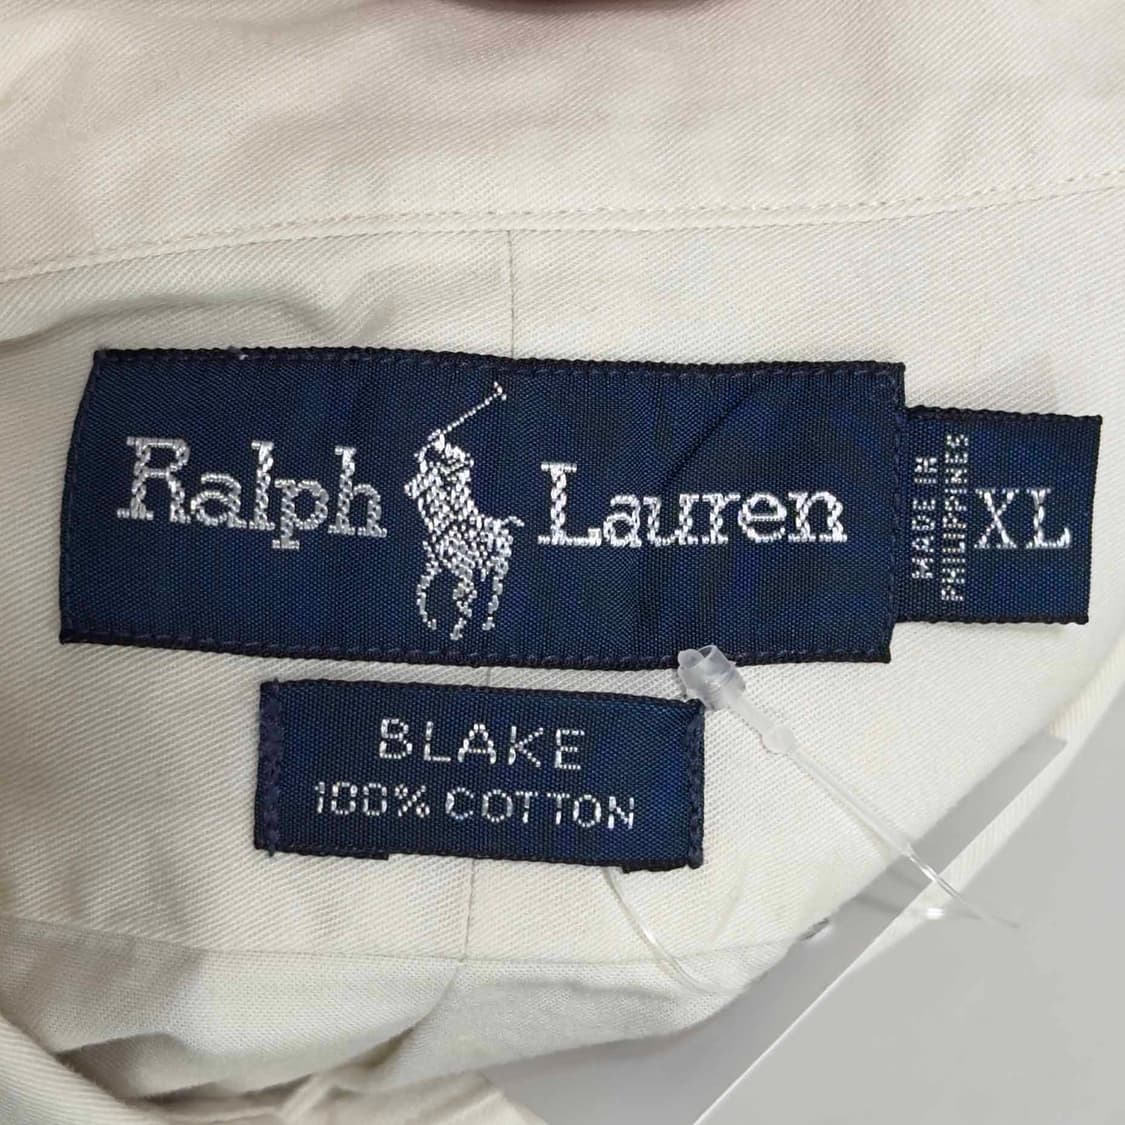 Ralph Lauren
MADE IN
PHILIPPINES
XL
BLAKE
100% COTTON